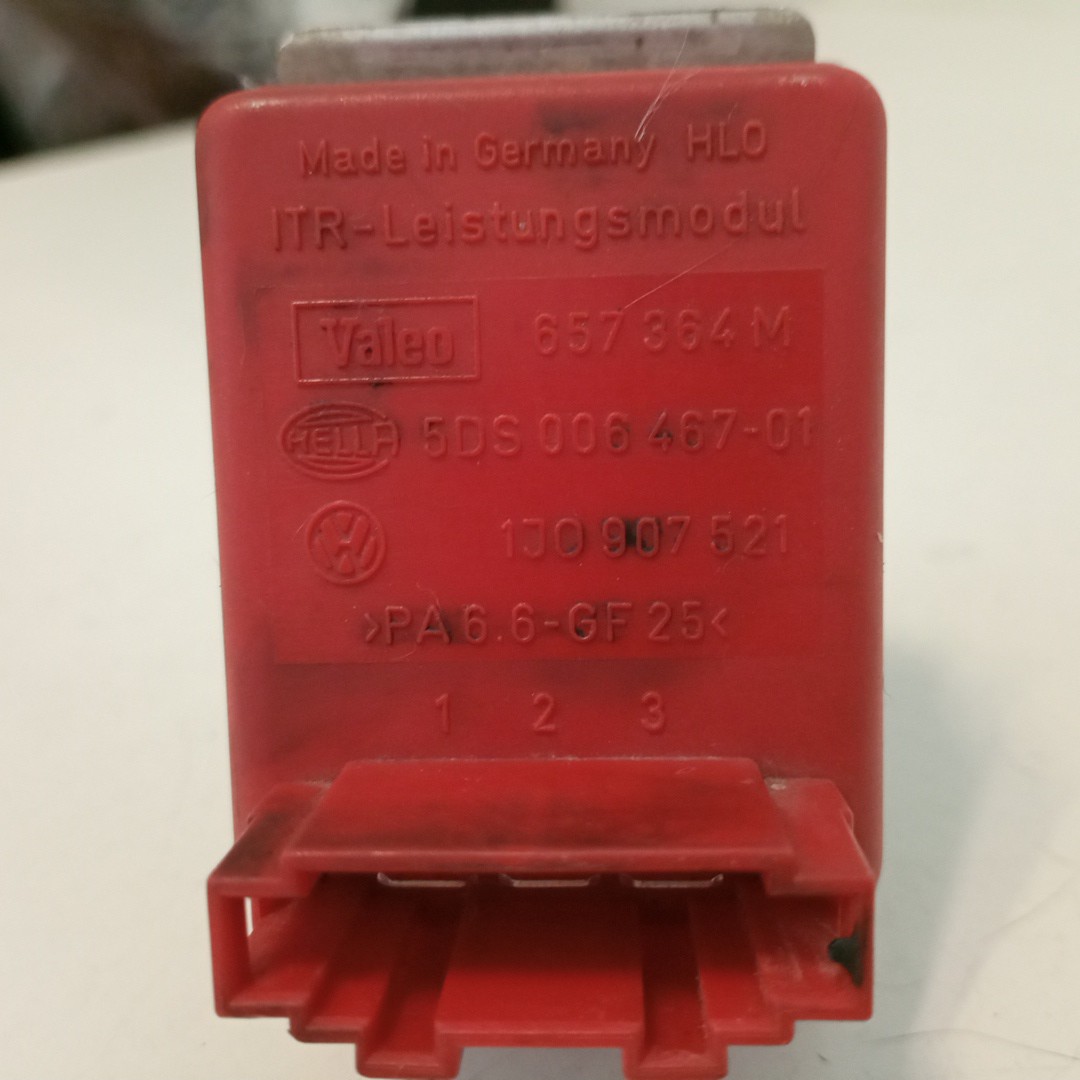 Made in Germany HLO
ITR-Leistungsmodul
Valeo 657 364 M
HELLA 5DS 006 467-01
VW 1J0 907 521
>PA 6.6-GF 25<
1 2 3